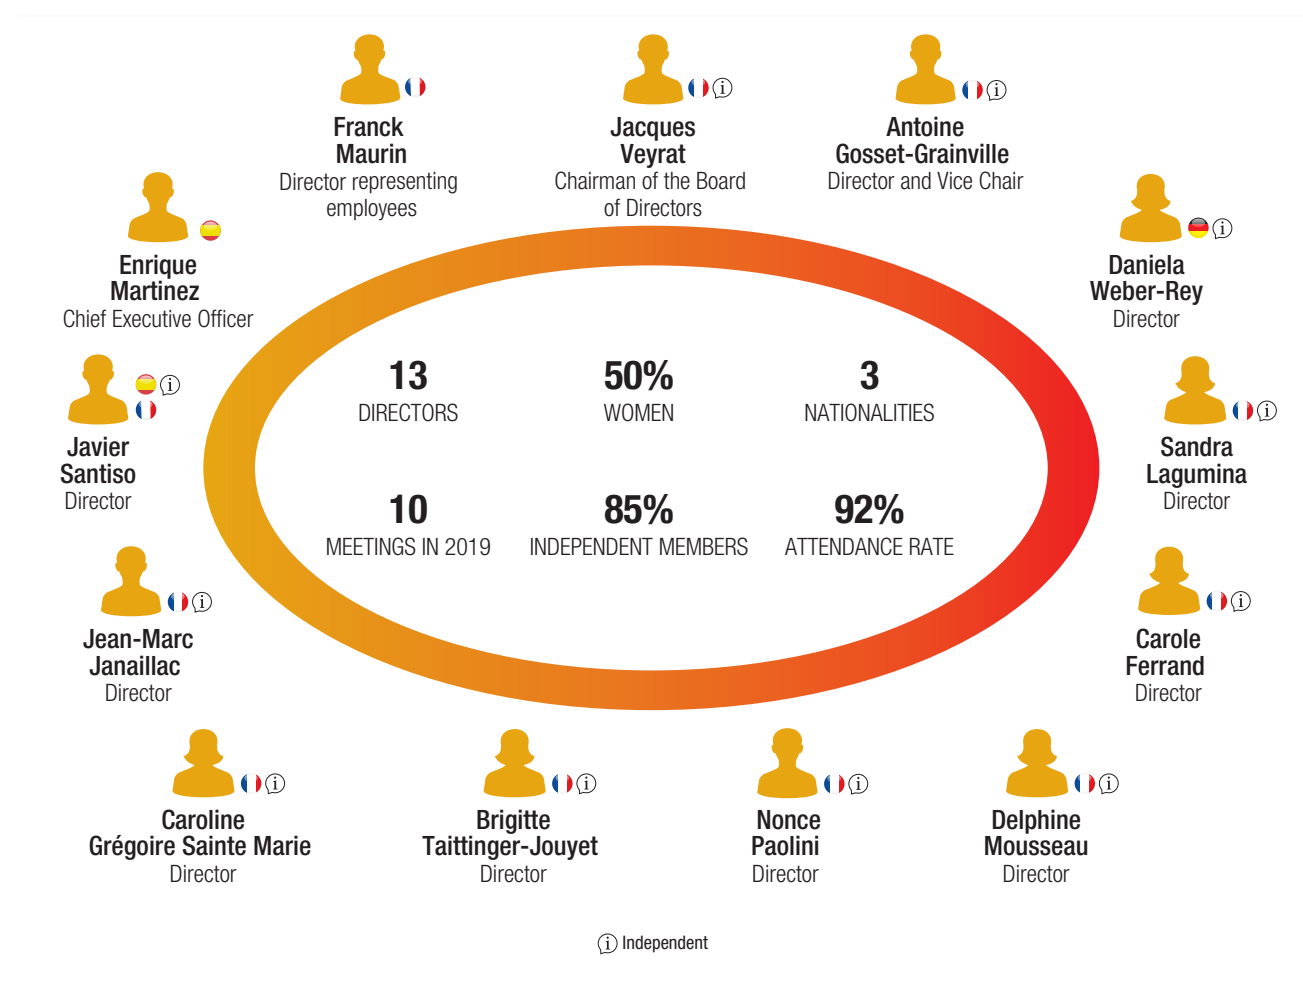 Franck
Maurin
Director representing
employees
Jacques
Veyrat
Chairman of the Board
of Directors
Antoine
Gosset-Grainville
Director and Vice Chair
Enrique
Martinez
Chief Executive Officer
Daniela
Weber-Rey
Director
Javier
Santiso
Director
Sandra
Lagumina
Director
13
DIRECTORS
50%
WOMEN
3
NATIONALITIES
10
MEETINGS IN 2019
85%
INDEPENDENT MEMBERS
92%
ATTENDANCE RATE
Jean-Marc
Janaillac
Director
Carole
Ferrand
Director
Caroline
Grégoire Sainte Marie
Director
Brigitte
Taittinger-Jouyet
Director
Nonce
Paolini
Director
Delphine
Mousseau
Director
i Independent